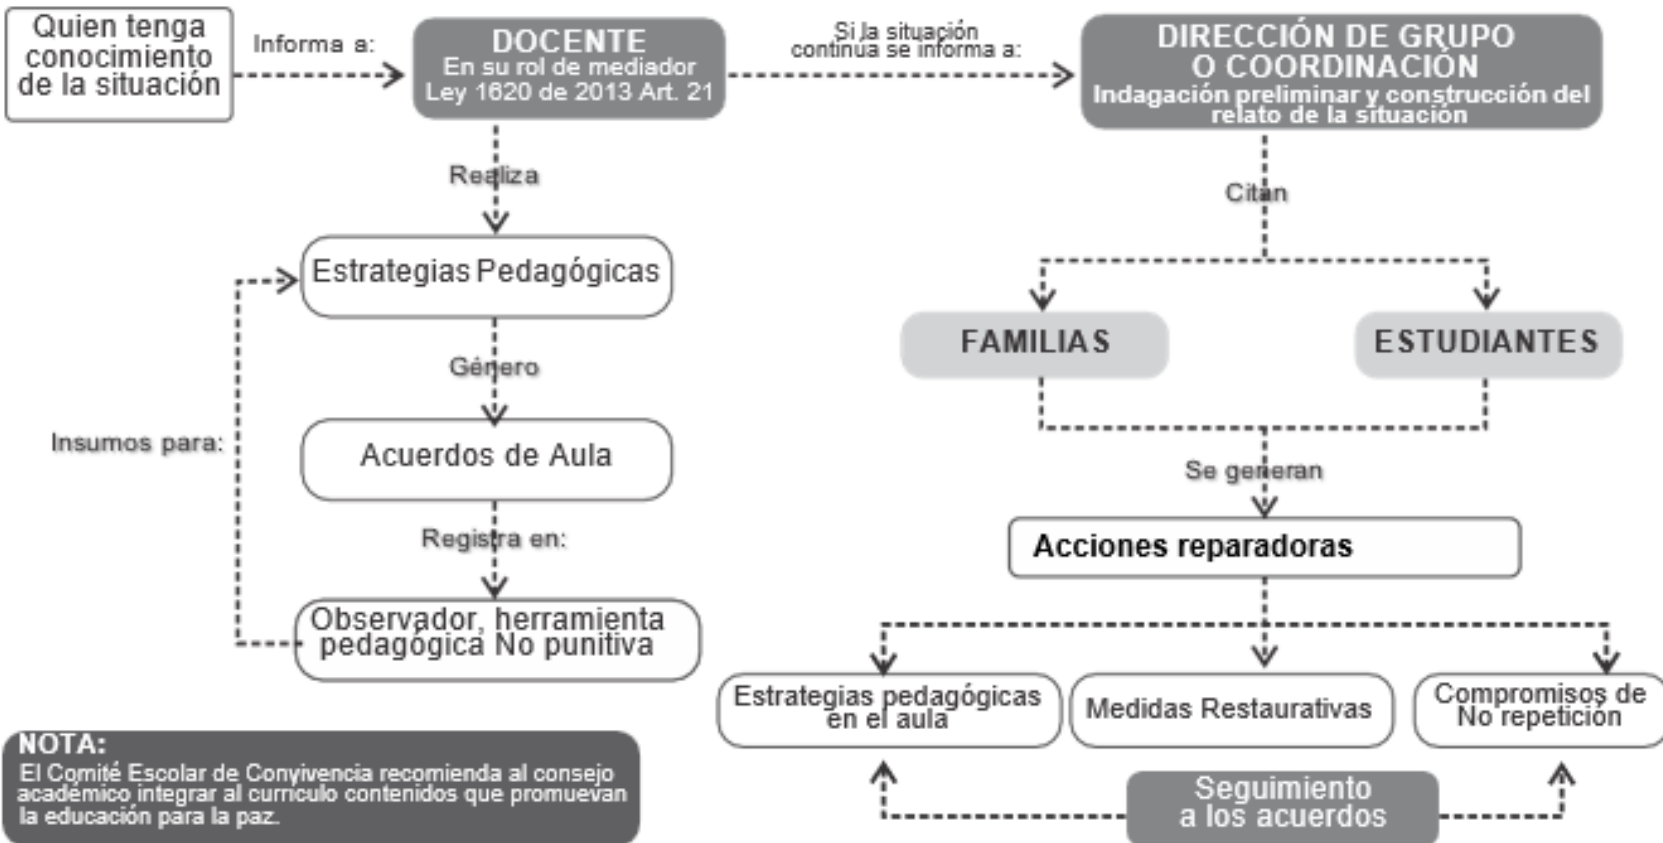 Quien tenga
conocimiento
de la situación
Informa a:
DOCENTE
En su rol de mediador
Ley 1620 de 2013 Art. 21
Si la situación
continua se informa a:
DIRECCIÓN DE GRUPO
O COORDINACIÓN
Indagación preliminar y construcción del
relato de la situación
Realiza
Citan
Estrategias Pedagógicas
FAMILIAS
ESTUDIANTES
Género
Insumos para:
Acuerdos de Aula
Se generan
Registra en:
Acciones reparadoras
Observador, herramienta
pedagógica No punitiva
Estrategias pedagógicas
en el aula
Medidas Restaurativas
Compromisos de
No repetición
NOTA:
El Comité Escolar de Convivencia recomienda al consejo
académico integrar al currículo contenidos que promuevan
la educación para la paz.
Seguimiento
a los acuerdos